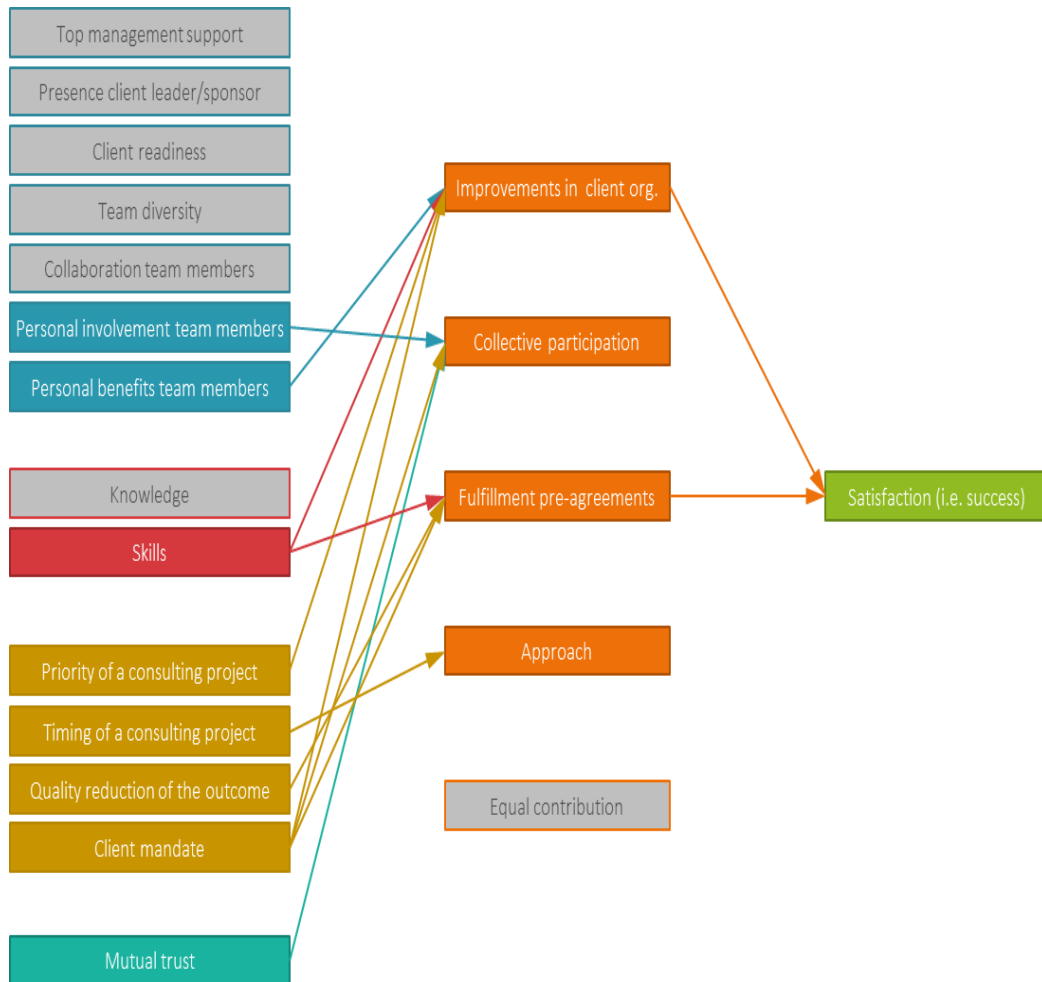 Top management support
Presence client leader/sponsor
Client readiness
Team diversity
Collaboration team members
Personal involvement team members
Personal benefits team members
Knowledge
Skills
Priority of a consulting project
Timing of a consulting project
Quality reduction of the outcome
Client mandate
Mutual trust
Improvements in client org.
Collective participation
Fulfillment pre-agreements
Approach
Equal contribution
Satisfaction (i.e. success)